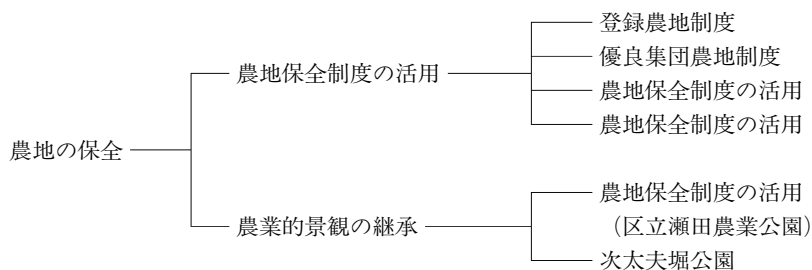 登録農地制度
優良集団農地制度
農地保全制度の活用
農地保全制度の活用
農地保全制度の活用
農地の保全
農地保全制度の活用
農業的景観の継承
（区立瀬田農業公園）
次太夫堀公園